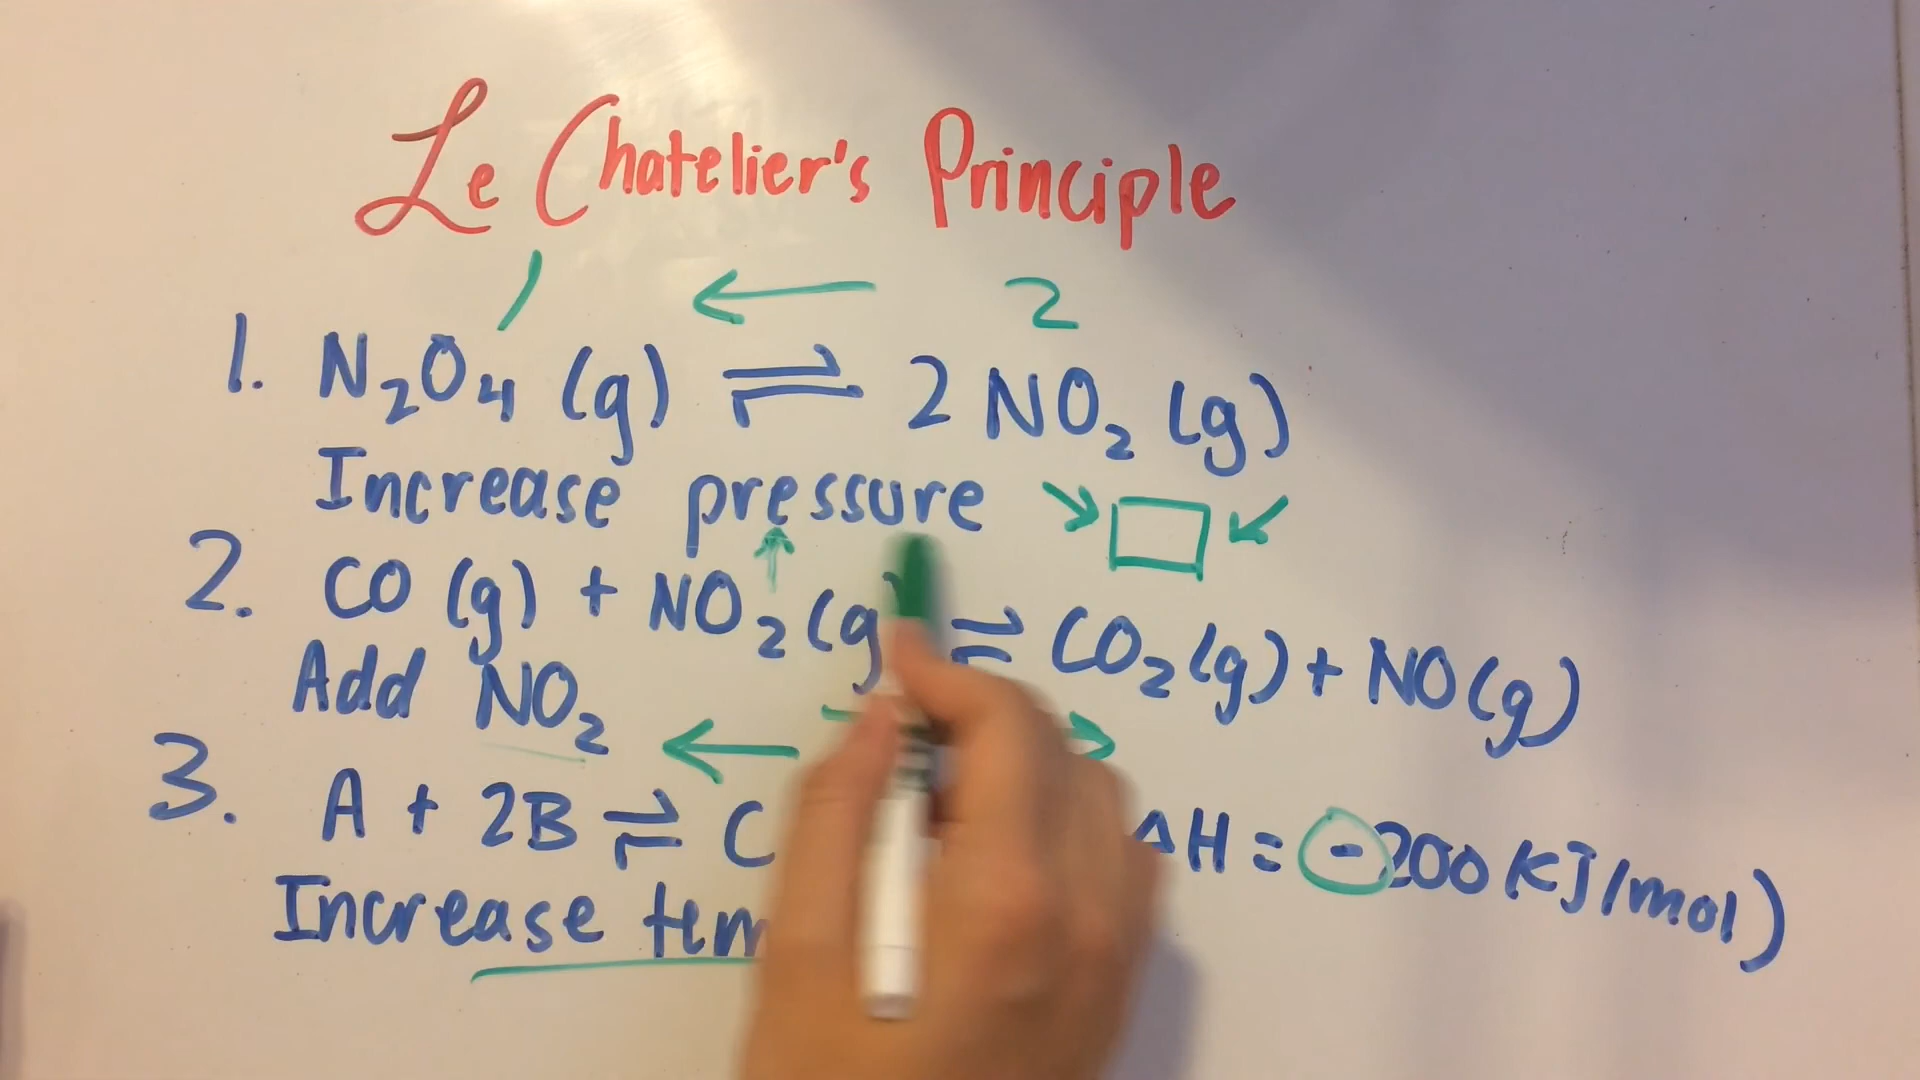 Le Chatelier's Principle
1 ← 2
1. N₂O₄ (g) ⇌ 2 NO₂ (g)
Increase pressure
2. CO (g) + NO₂ (g) ⇌ CO₂ (g) + NO (g)
Add NO₂
3. A + 2B ⇌ C ΔH = -200 KJ/mol)
Increase